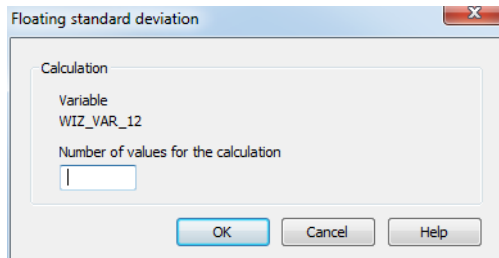 Floating standard deviation
Calculation
Variable
WIZ_VAR_12
Number of values for the calculation
OK Cancel Help